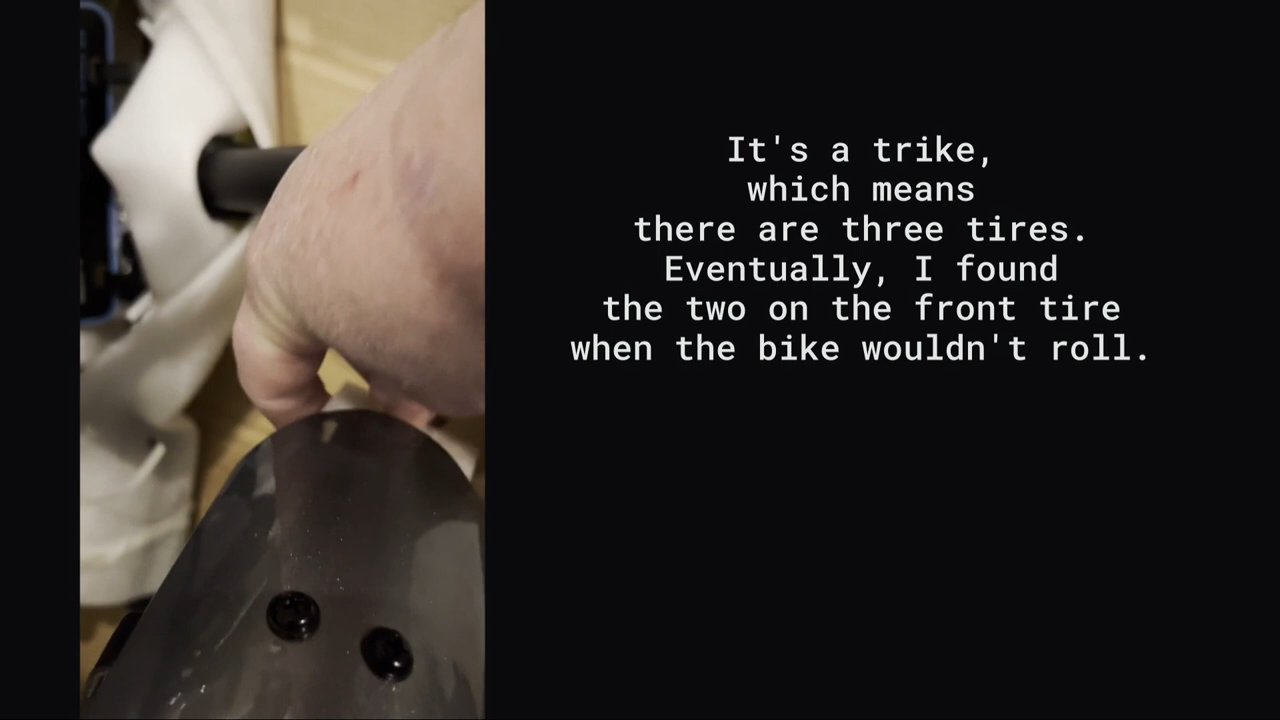 It's a trike,
which means
there are three tires.
Eventually, I found
the two on the front tire
when the bike wouldn't roll.